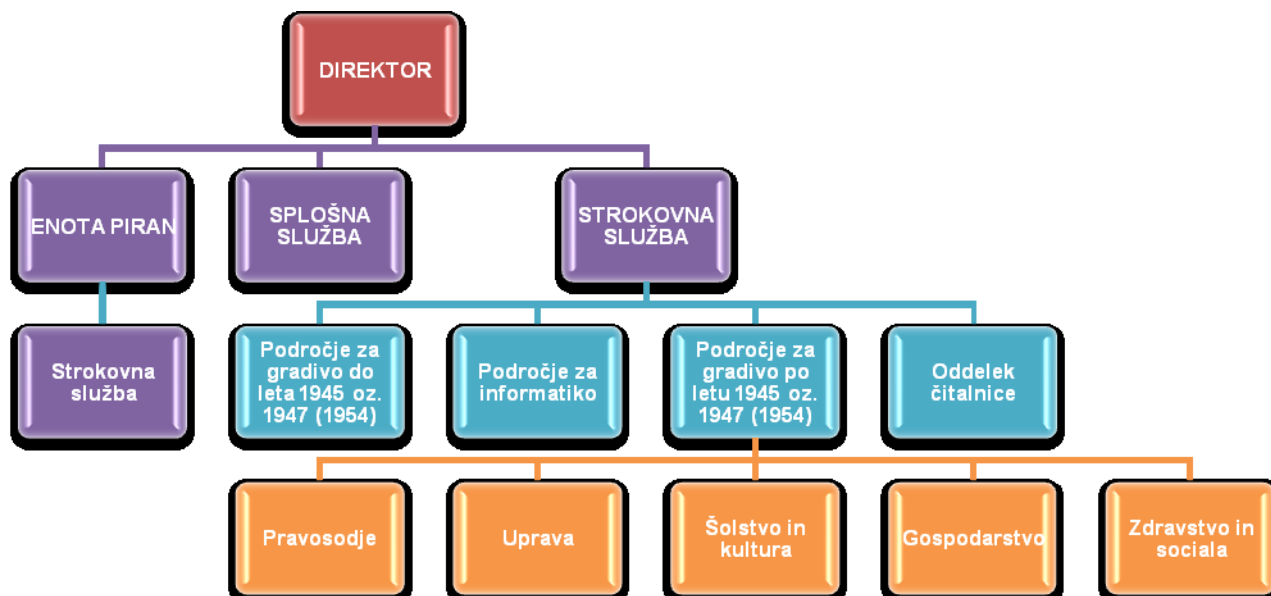 DIREKTOR
ENOTA PIRAN
SPLOŠNA
SLUŽBA
STROKOVNA
SLUŽBA
Strokovna
služba
Področje za
gradivo do
leta 1945 oz.
1947 (1954)
Področje za
informatiko
Področje za
gradivo po
letu 1945 oz.
1947 (1954)
Oddelek
čitalnice
Pravosodje
Uprava
Šolstvo in
kultura
Gospodarstvo
Zdravstvo in
sociala